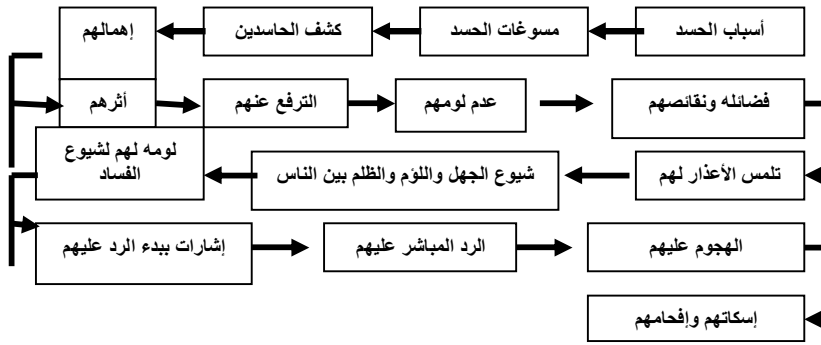 أسباب الحسد
مسوغات الحسد
كشف الحاسدين
إهمالهم
أثرهم
الترفع عنهم
عدم لومهم
فضائله ونقائصهم
تلمس الأعذار لهم
شيوع الجهل واللؤم والظلم بين الناس
لومه لهم لشيوع
الفساد
إشارات ببدء الرد عليهم
الرد المباشر عليهم
الهجوم عليهم
إسكاتهم وإفحامهم